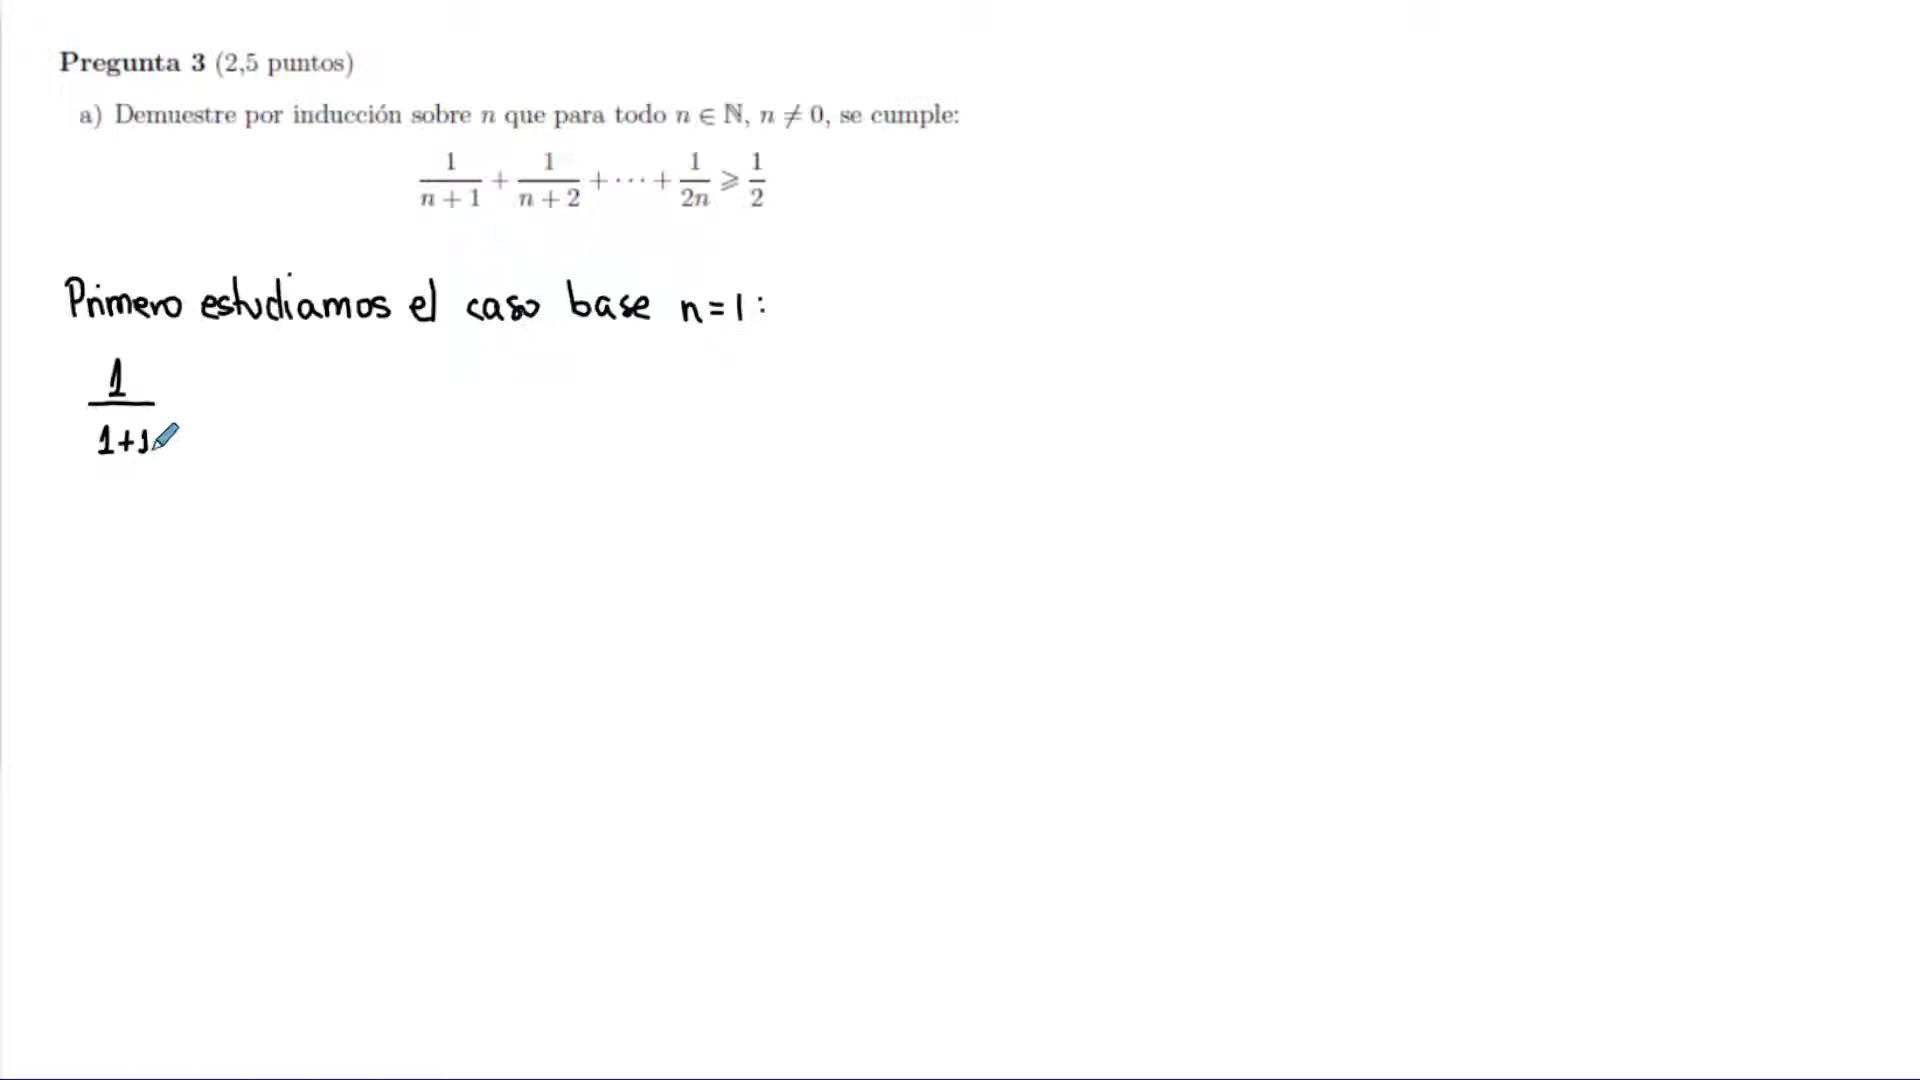 Pregunta 3 (2,5 puntos)
a) Demuestre por inducción sobre n que para todo n ∈ ℕ, n ≠ 0, se cumple:
1/(n + 1) + 1/(n + 2) + ··· + 1/(2n) ⩾ 1/2
Primero estudiamos el caso base n=1:
1/(1+1